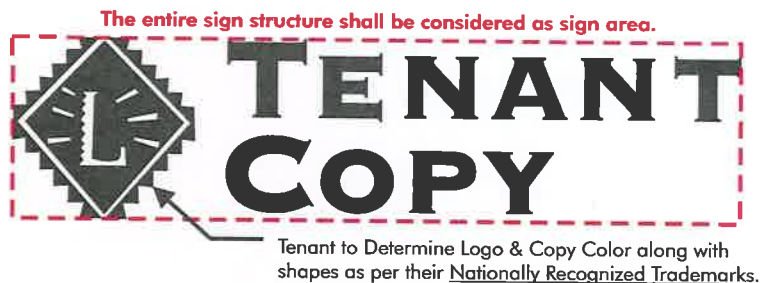 The entire sign structure shall be considered as sign area.
L
TENANT
COPY
Tenant to Determine Logo & Copy Color along with
shapes as per their Nationally Recognized Trademarks.